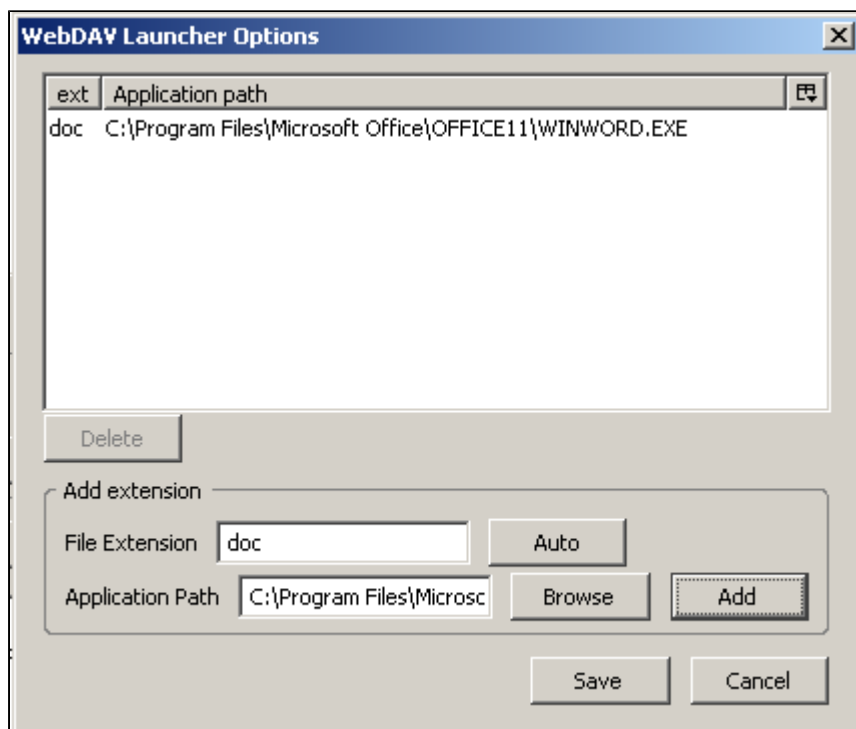 WebDAV Launcher Options
ext Application path
doc C:\Program Files\Microsoft Office\OFFICE11\WINWORD.EXE
Delete
Add extension
File Extension doc Auto
Application Path C:\Program Files\Microsc Browse Add
Save Cancel